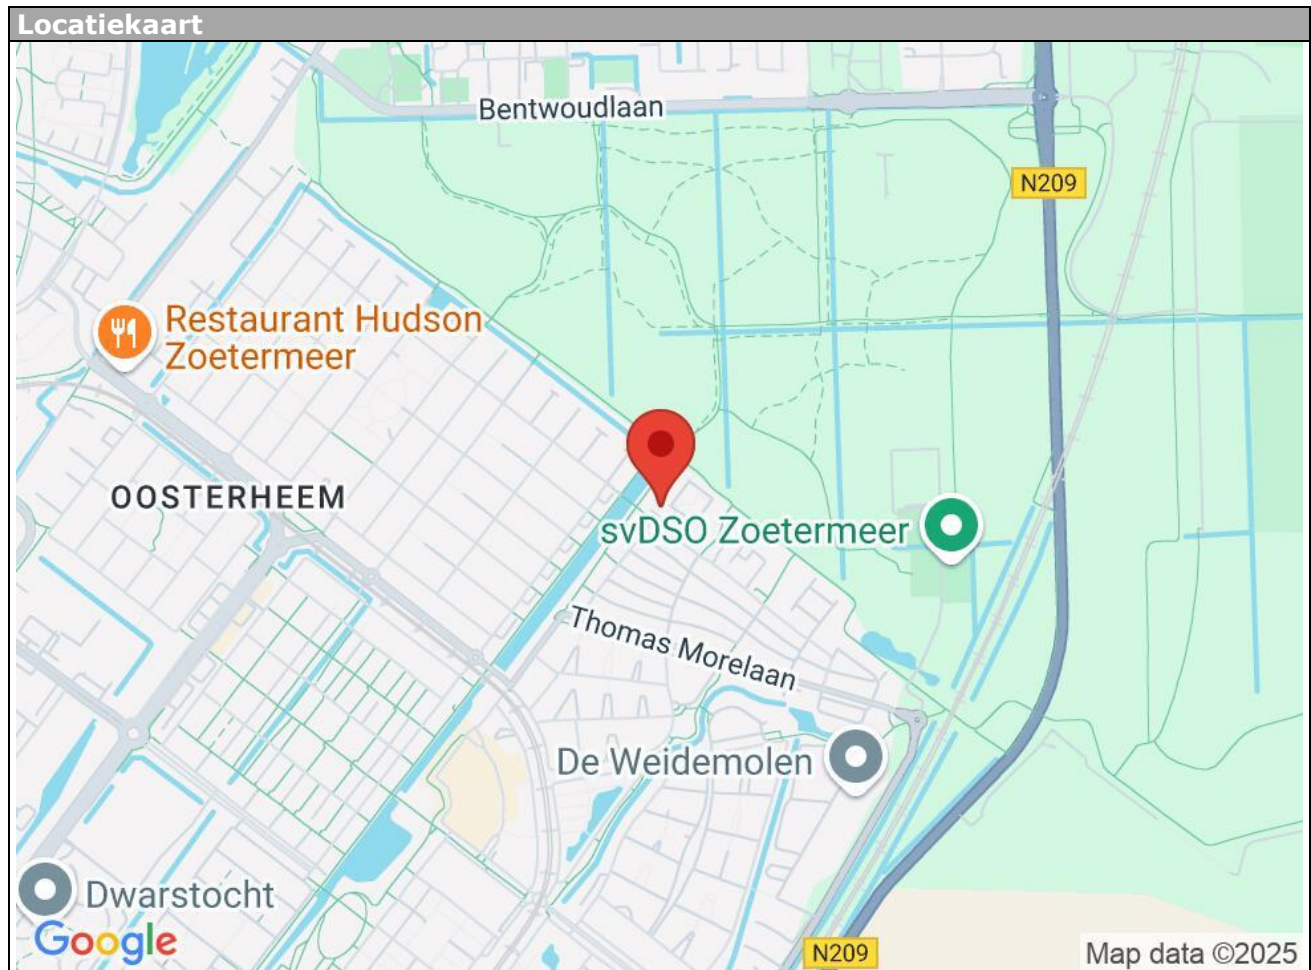 Locatiekaart
Bentwoudlaan
N209
Restaurant Hudson
Zoetermeer
OOSTERHEEM
svDSO Zoetermeer
Thomas Morelaan
De Weidemolen
Dwarstocht
Google
N209
Map data ©2025